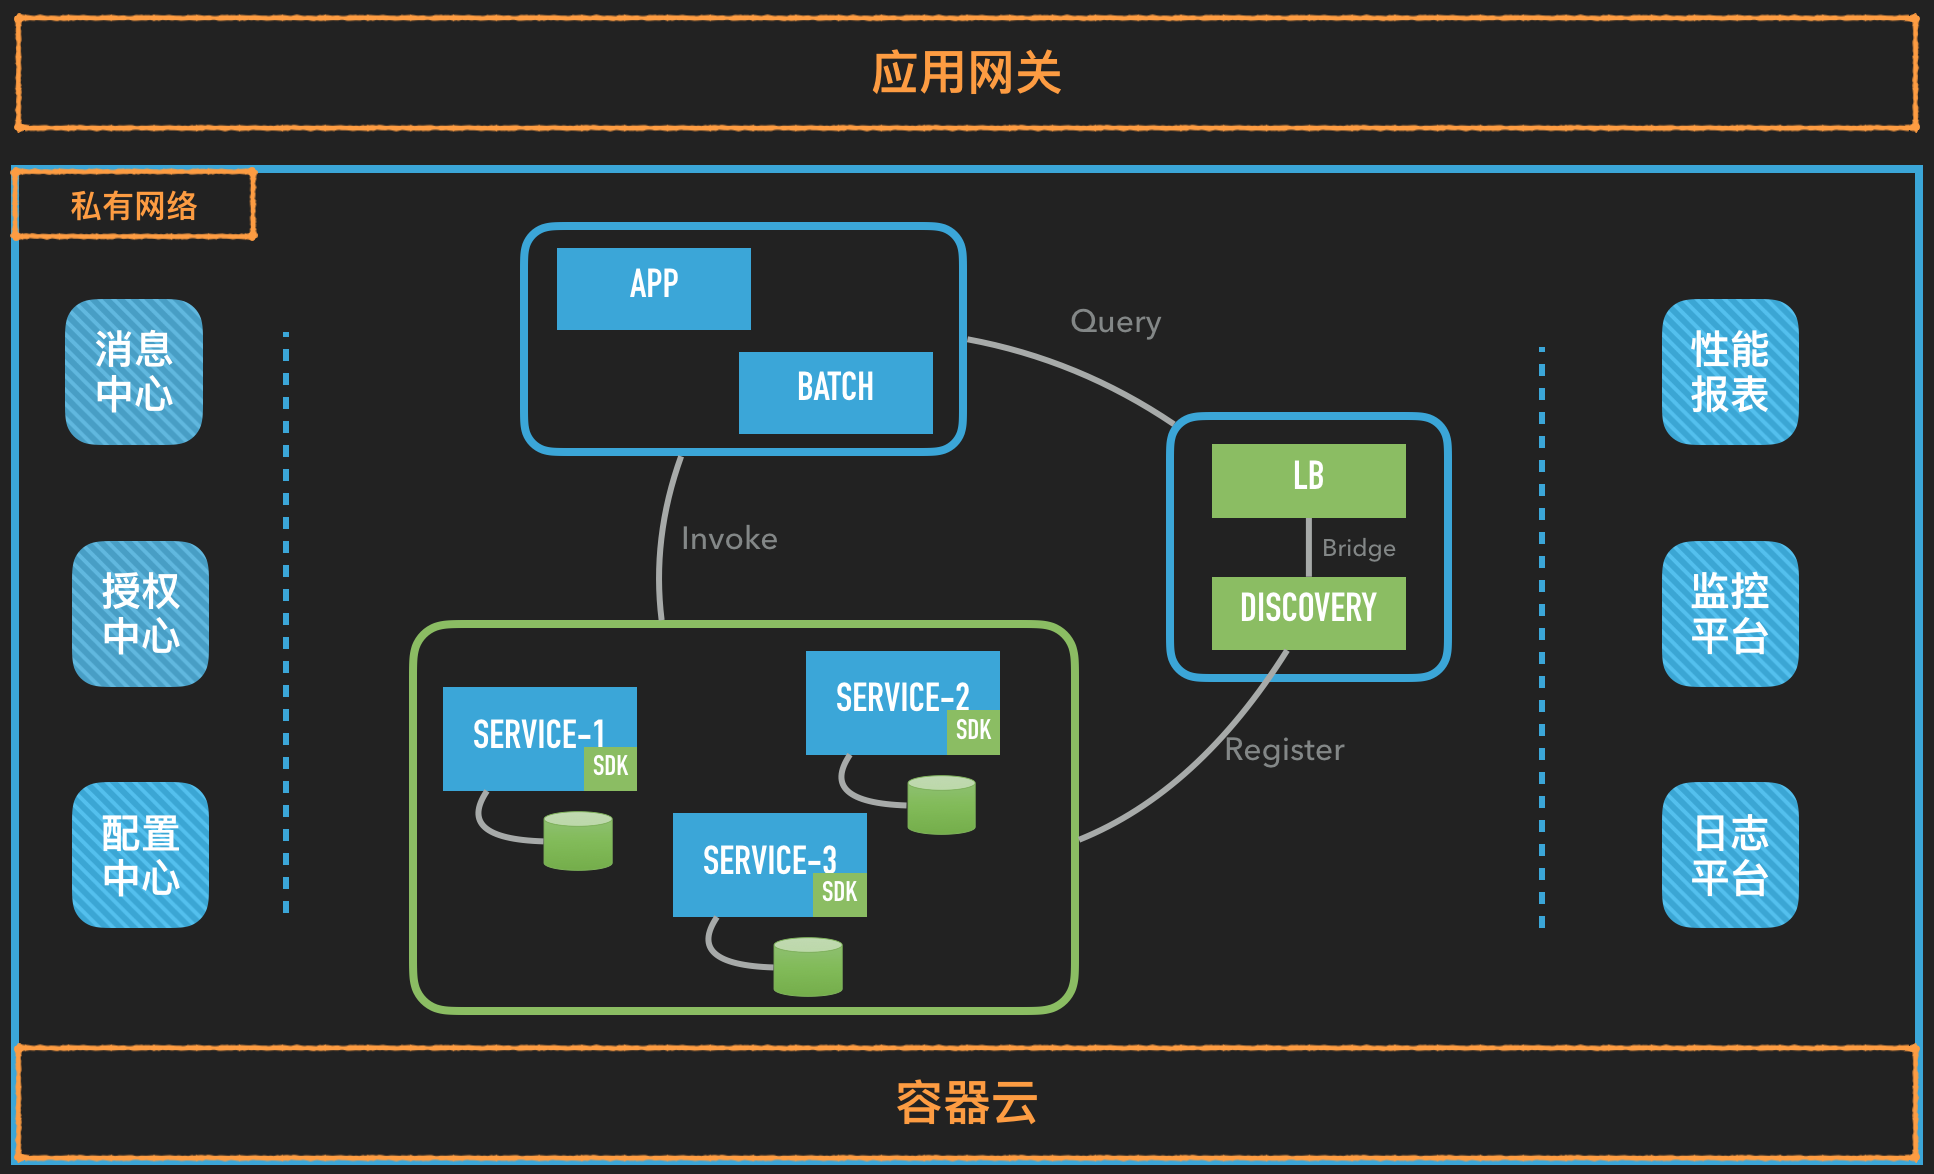 应用网关
私有网络
消息
中心
授权
中心
配置
中心
APP
BATCH
Query
Invoke
LB
Bridge
DISCOVERY
Register
SERVICE-1
SDK
SERVICE-2
SDK
SERVICE-3
SDK
性能
报表
监控
平台
日志
平台
容器云